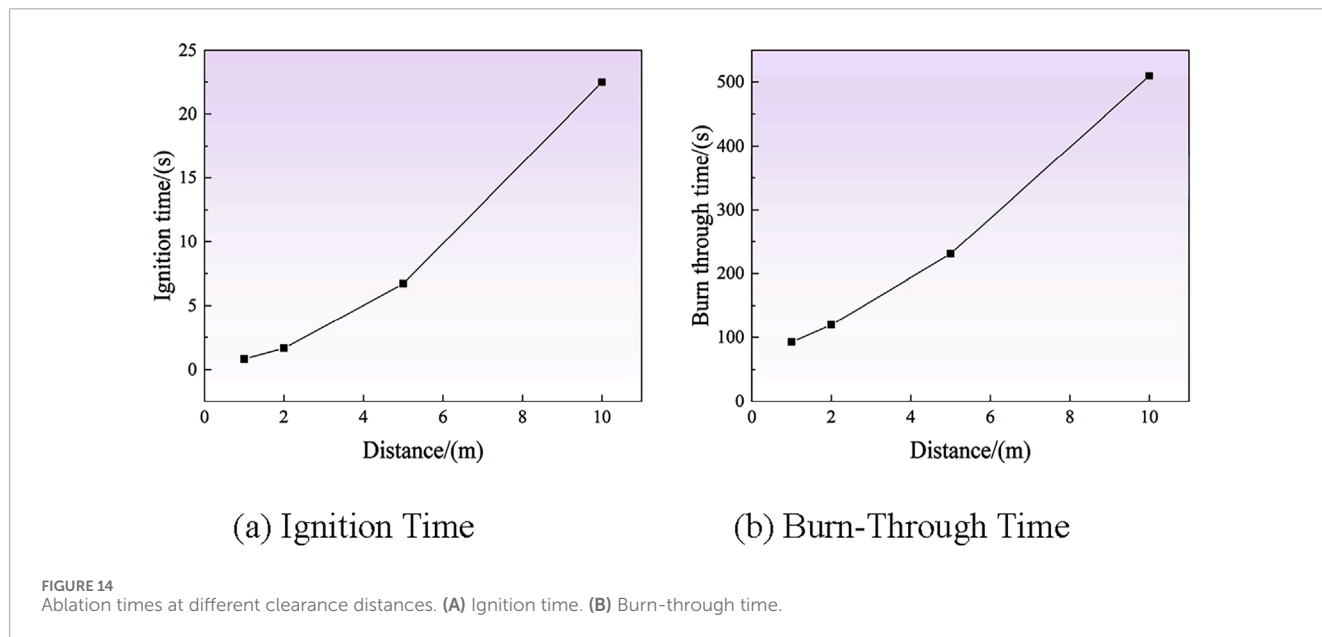 25
20
15
10
5
0
Ignition time/(s)
0 2 4 6 8 10
Distance/(m)
(a) Ignition Time
500
400
300
200
100
0
Burn through time/(s)
0 2 4 6 8 10
Distance/(m)
(b) Burn-Through Time
FIGURE 14
Ablation times at different clearance distances. (A) Ignition time. (B) Burn-through time.